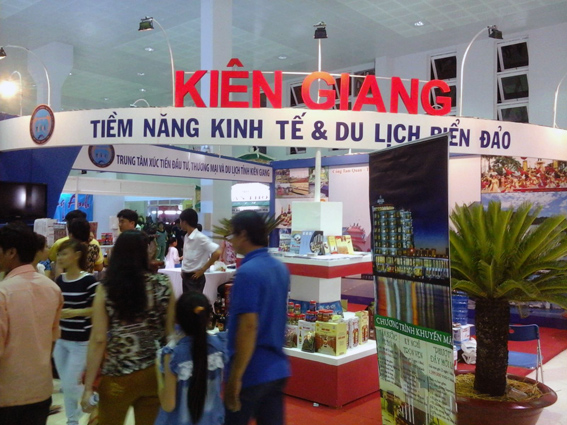 KIÊN GIANG
TIỀM NĂNG KINH TẾ & DU LỊCH BIỂN ĐẢO
TRUNG TÂM XÚC TIẾN ĐẦU TƯ, THƯƠNG MẠI VÀ DU LỊCH TỈNH KIÊN GIANG
CHƯƠNG TRÌNH KHUYẾN MẠ